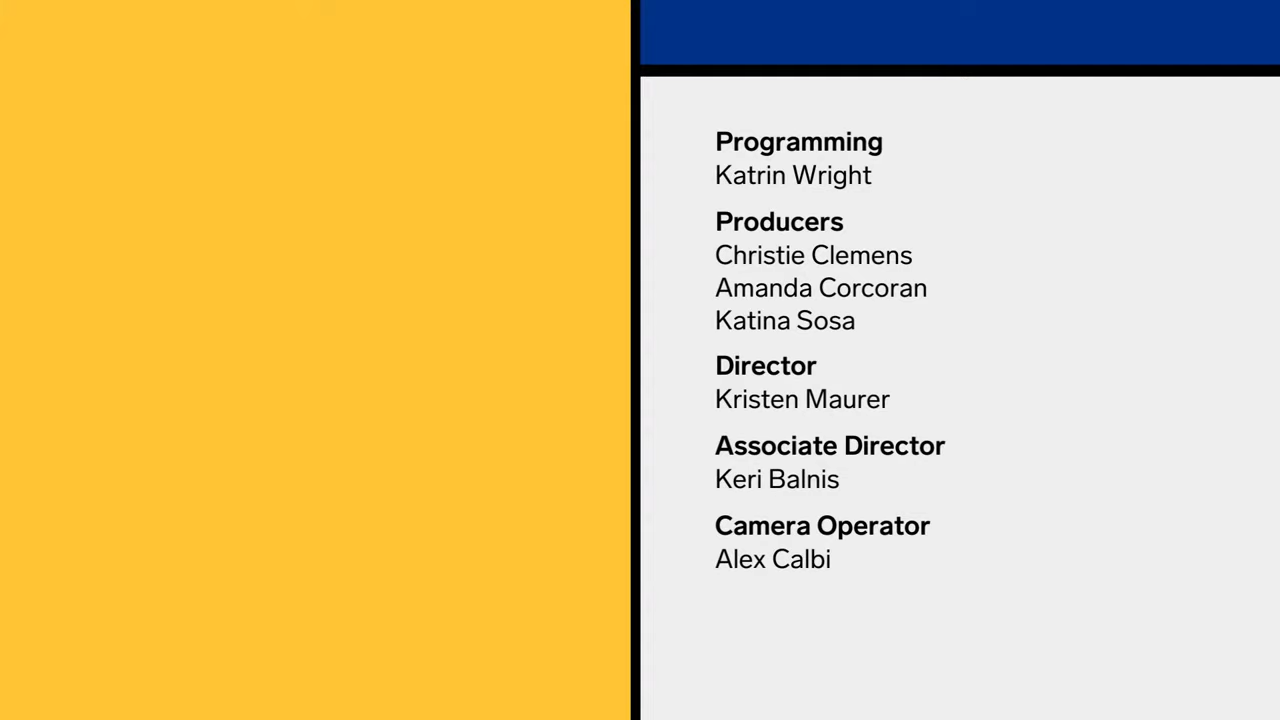 Programming
Katrin Wright
Producers
Christie Clemens
Amanda Corcoran
Katina Sosa
Director
Kristen Maurer
Associate Director
Keri Balnis
Camera Operator
Alex Calbi